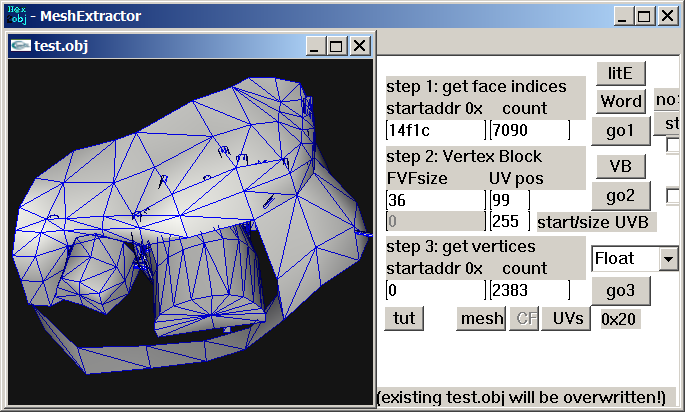 Hex
obj - MeshExtractor
test.obj
step 1: get face indices
startaddr 0x count
14f1c 7090
litE
Word
no
go1
st
step 2: Vertex Block
FVFsize UV pos
36 99
0 255 start/size UVB
VB
go2
step 3: get vertices
startaddr 0x count
0 2383
Float
go3
tut mesh CF UVs 0x20
(existing test.obj will be overwritten!)